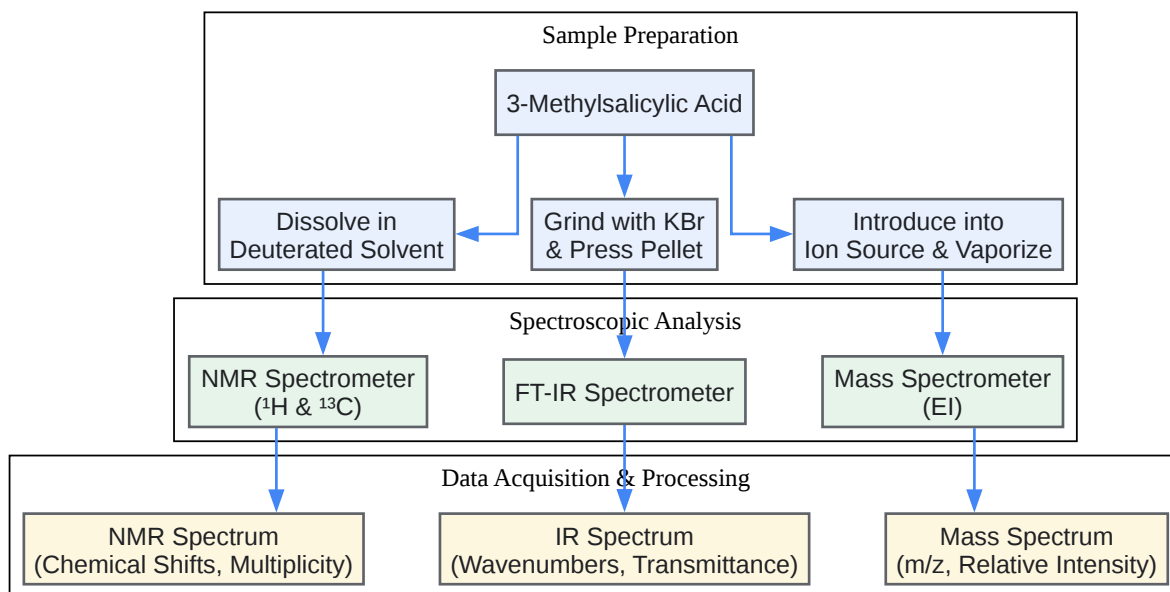 Sample Preparation
3-Methylsalicylic Acid
Dissolve in
Deuterated Solvent
Grind with KBr
& Press Pellet
Introduce into
Ion Source & Vaporize
Spectroscopic Analysis
NMR Spectrometer
(¹H & ¹³C)
FT-IR Spectrometer
Mass Spectrometer
(EI)
Data Acquisition & Processing
NMR Spectrum
(Chemical Shifts, Multiplicity)
IR Spectrum
(Wavenumbers, Transmittance)
Mass Spectrum
(m/z, Relative Intensity)